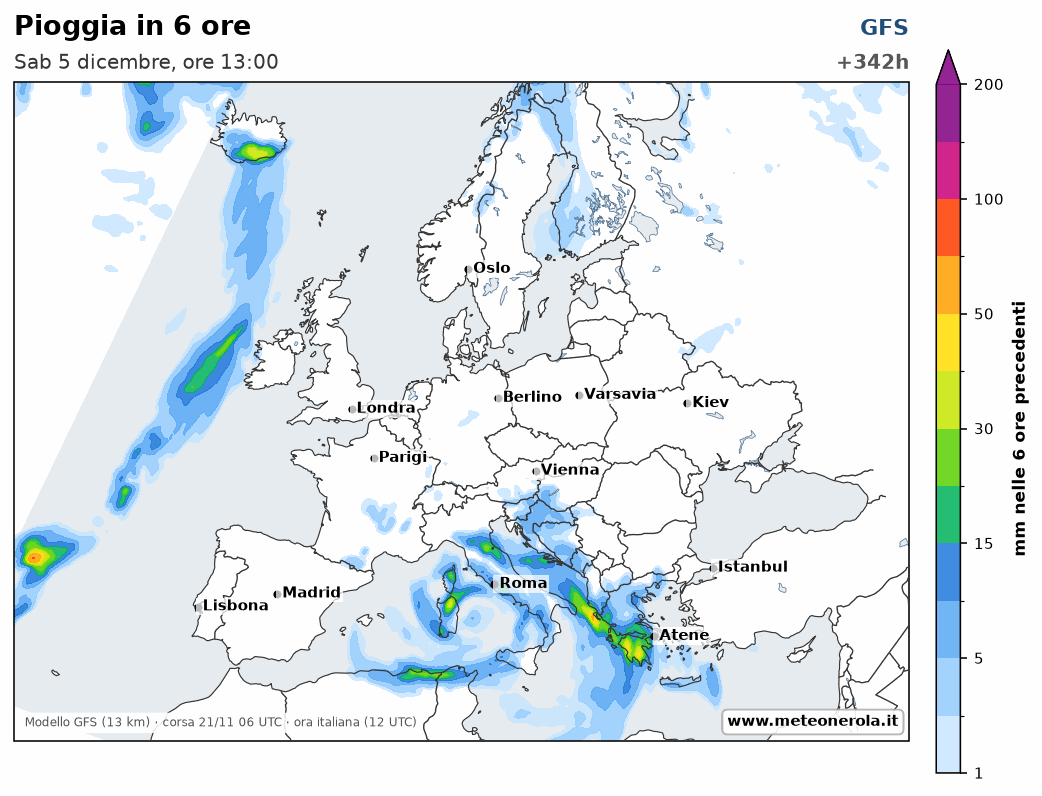 Pioggia in 6 ore
GFS
Sab 5 dicembre, ore 13:00
+342h
200
100
50
30
15
5
1
mm nelle 6 ore precedenti
Oslo
Berlino
Varsavia
Kiev
Londra
Parigi
Vienna
Istanbul
Roma
Madrid
Lisbona
Atene
Modello GFS (13 km) · corsa 21/11 06 UTC · ora italiana (12 UTC)
www.meteonerola.it